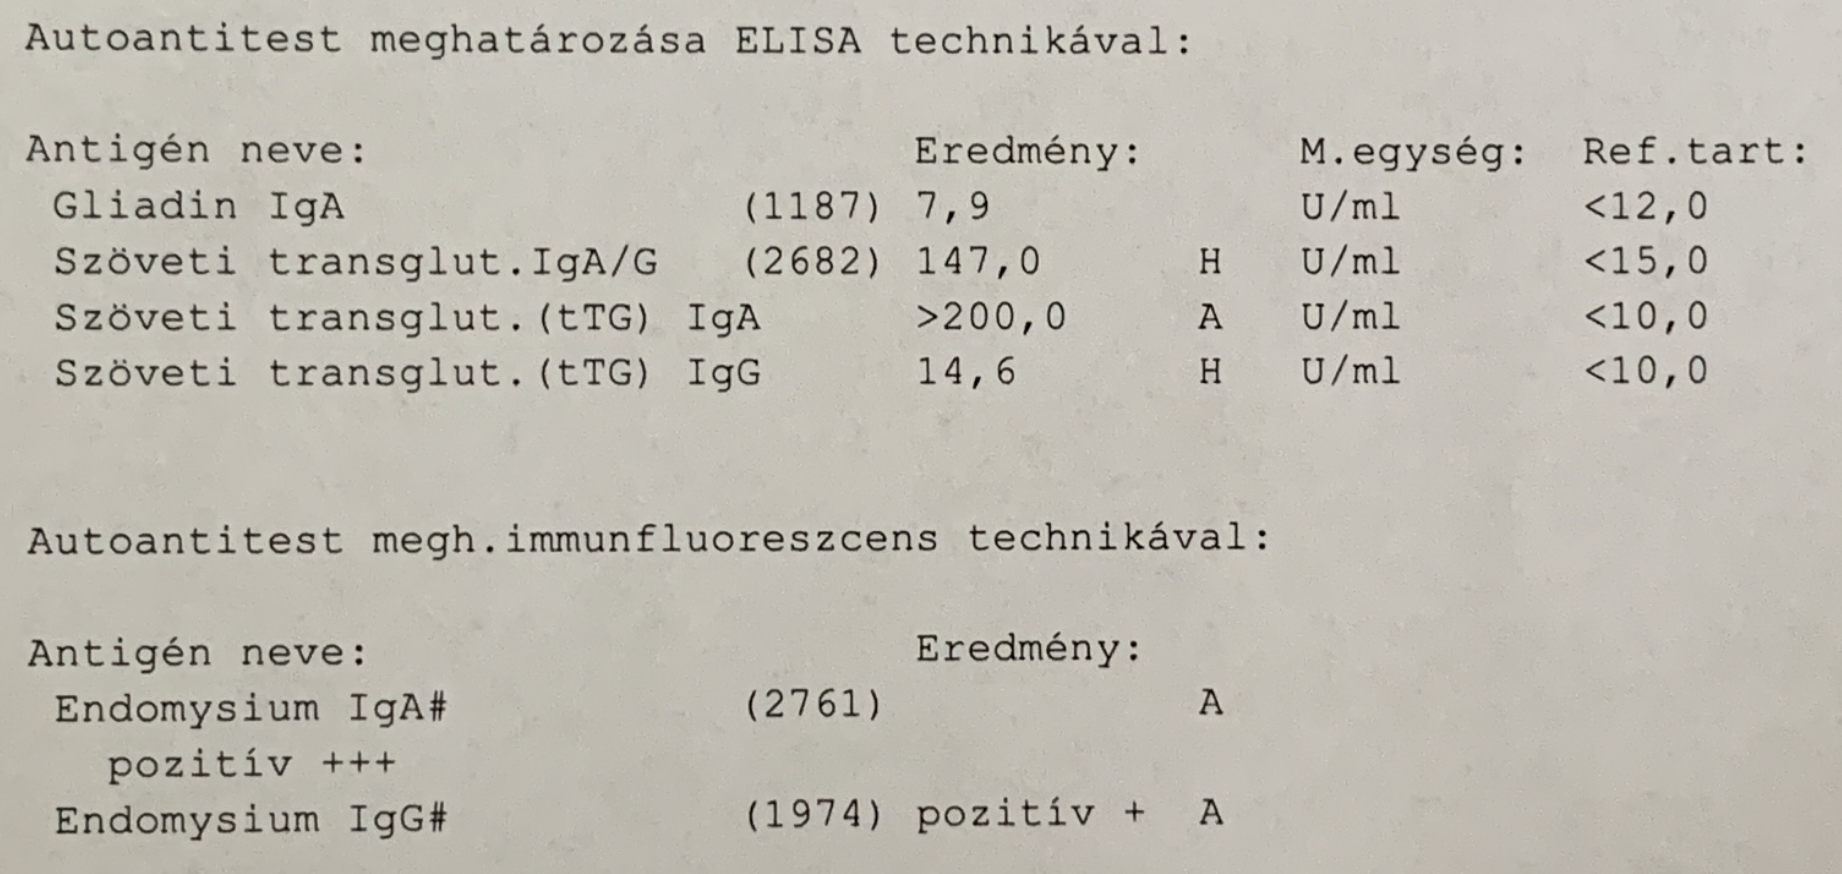 Autoantitest meghatározása ELISA technikával:
Antigén neve: Eredmény: M.egység: Ref.tart:
Gliadin IgA (1187) 7,9 U/ml <12,0
Szöveti transglut.IgA/G (2682) 147,0 H U/ml <15,0
Szöveti transglut.(tTG) IgA >200,0 A U/ml <10,0
Szöveti transglut.(tTG) IgG 14,6 H U/ml <10,0
Autoantitest megh.immunfluoreszcens technikával:
Antigén neve: Eredmény:
Endomysium IgA# (2761) A
pozitív +++
Endomysium IgG# (1974) pozitív + A